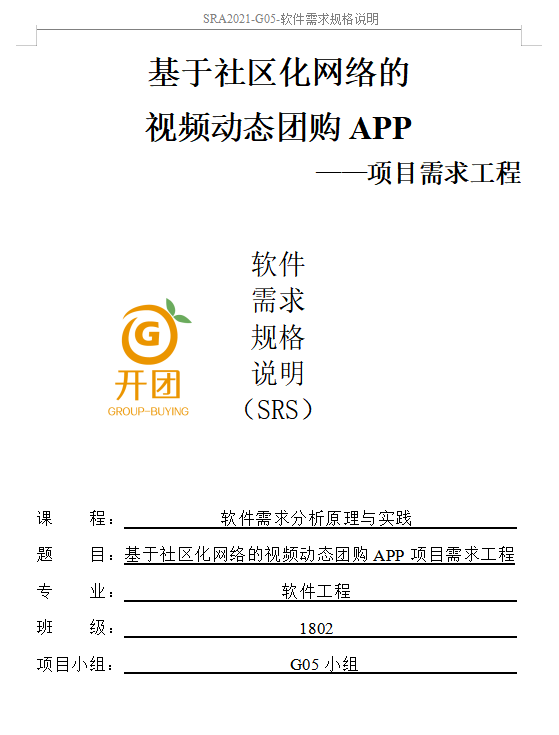 SRA2021-G05-软件需求规格说明
基于社区化网络的
视频动态团购 APP
——项目需求工程
软件
需求
规格
说明
（SRS）
G
开团
GROUP-BUYING
课 程：软件需求分析原理与实践
题 目：基于社区化网络的视频动态团购 APP 项目需求工程
专 业：软件工程
班 级：1802
项目小组：G05 小组